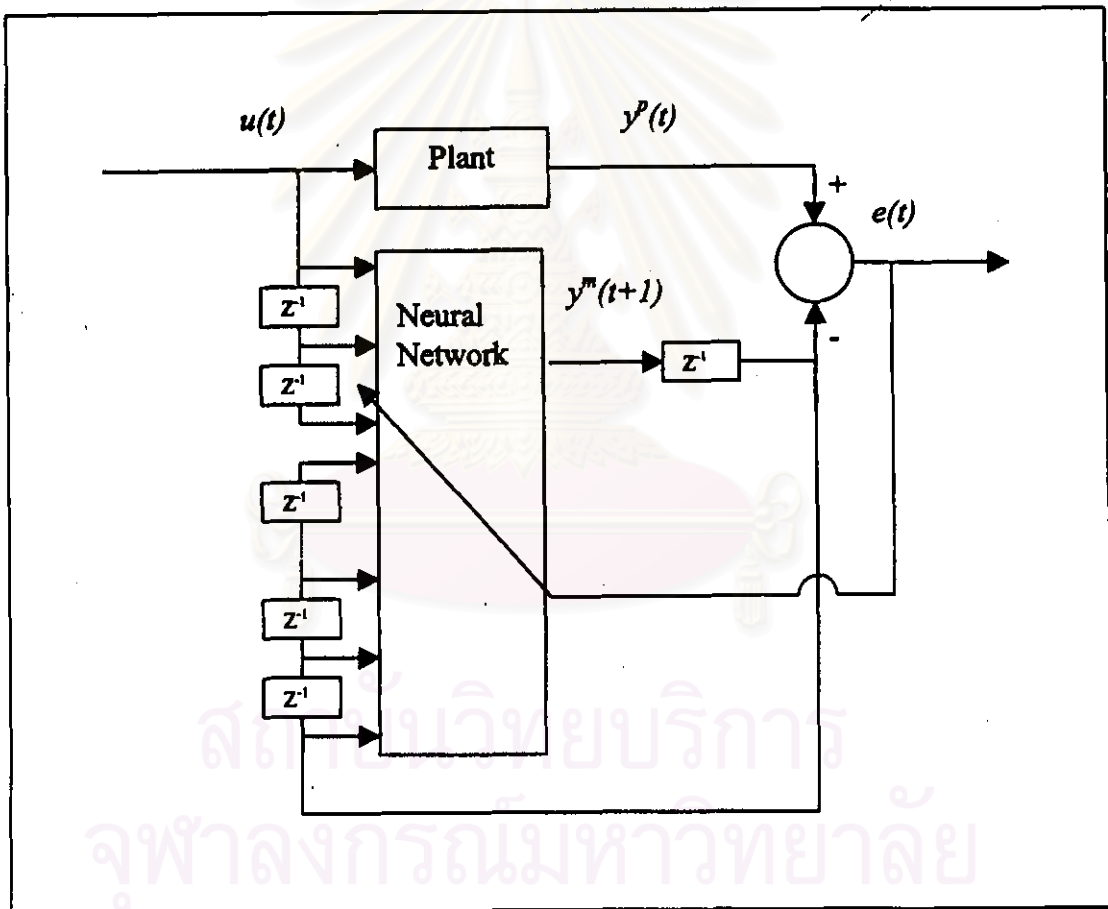 u(t)
y^p(t)
Plant
+
e(t)
z^-1
y^m(t+1)
Neural
Network
-
z^-1
z^-1
z^-1
z^-1
z^-1
สถาบันวิทยบริการ
จุฬาลงกรณ์มหาวิทยาลัย